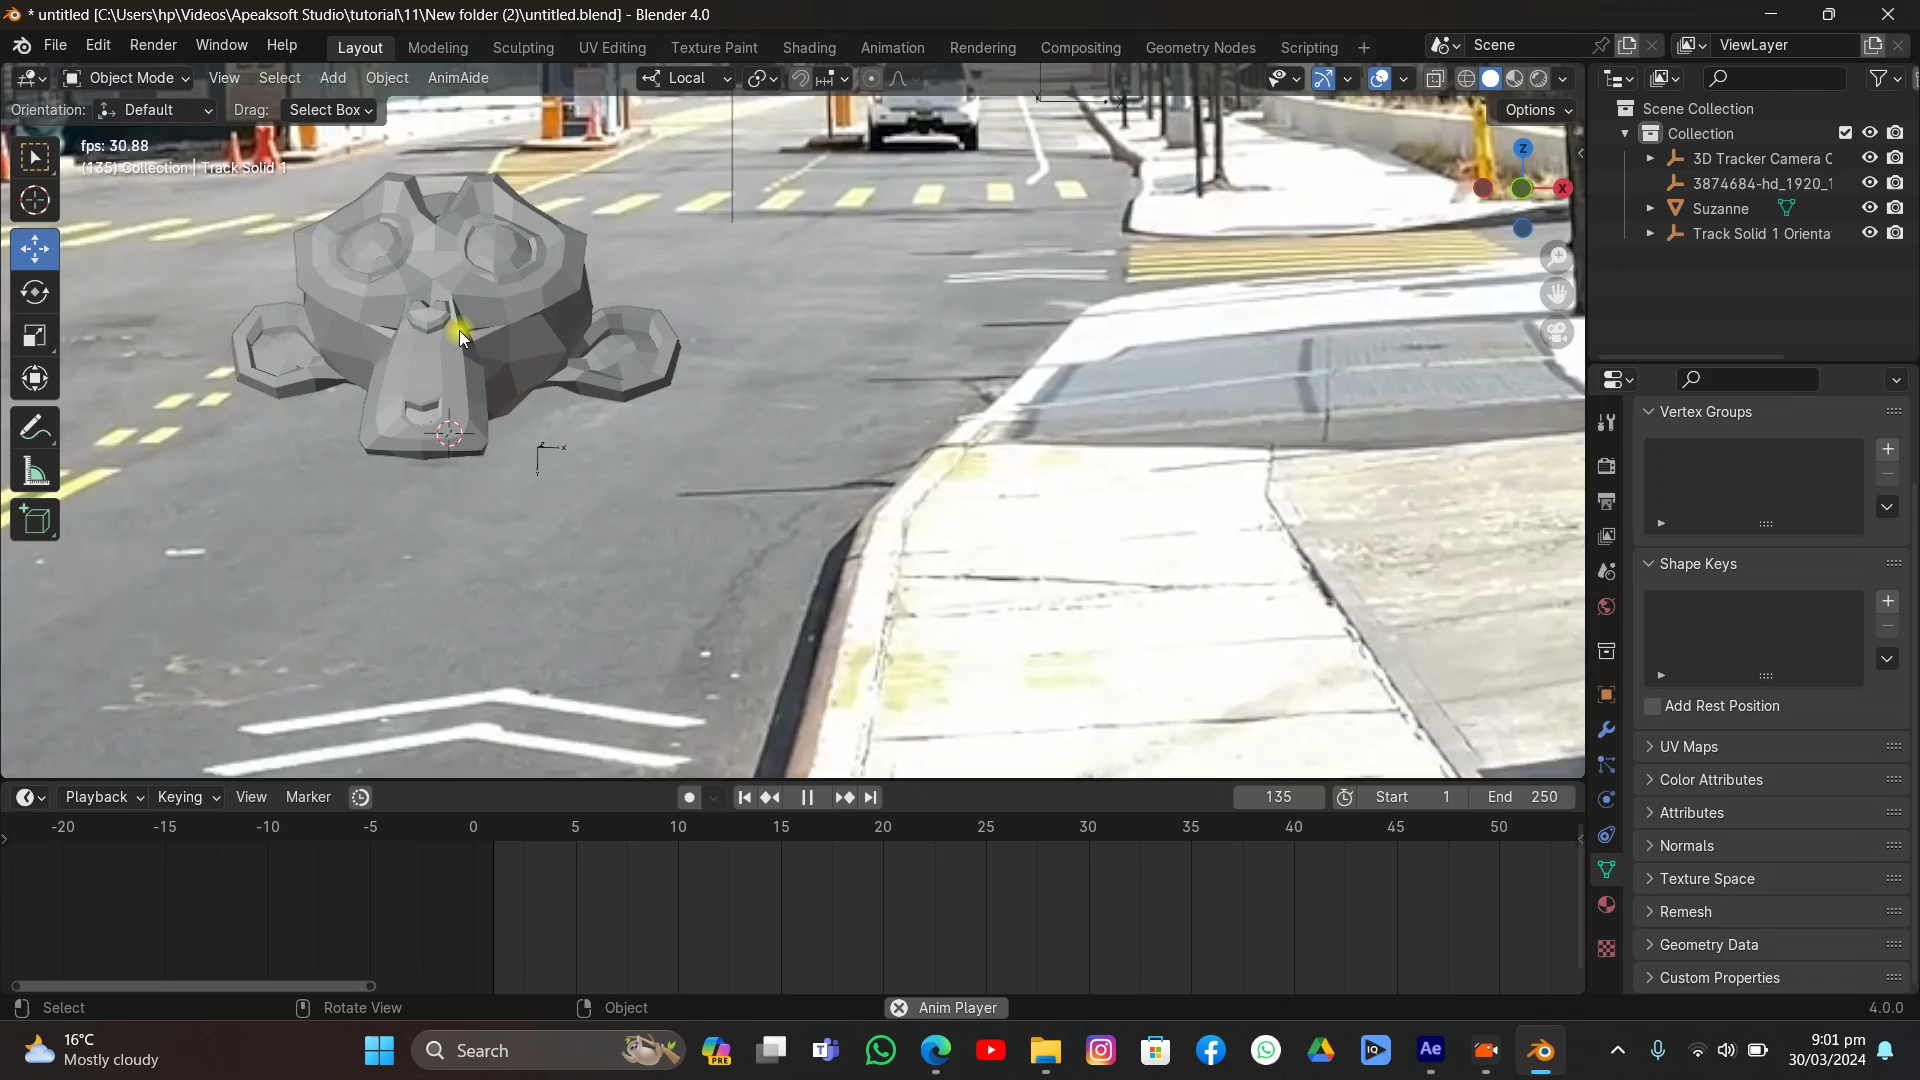 * untitled [C:\Users\hp\Videos\Apeaksoft Studio\tutorial\11\New folder (2)\untitled.blend] - Blender 4.0
File Edit Render Window Help Layout Modeling Sculpting UV Editing Texture Paint Shading Animation Rendering Compositing Geometry Nodes Scripting + Scene ViewLayer
Object Mode View Select Add Object AnimAide Local
Orientation: Default Drag: Select Box Options
fps: 30.88
(135) Collection | Track Solid 1
Z
X
Scene Collection
Collection
3D Tracker Camera C
3874684-hd_1920_1
Suzanne
Track Solid 1 Orienta
Vertex Groups
Shape Keys
Add Rest Position
UV Maps
Color Attributes
Attributes
Normals
Texture Space
Remesh
Geometry Data
Custom Properties
Playback Keying View Marker 135 Start 1 End 250
-20 -15 -10 -5 0 5 10 15 20 25 30 35 40 45 50
Select Rotate View Object Anim Player 4.0.0
16°C
Mostly cloudy
Search
PRE
IQ
Ae
9:01 pm
30/03/2024